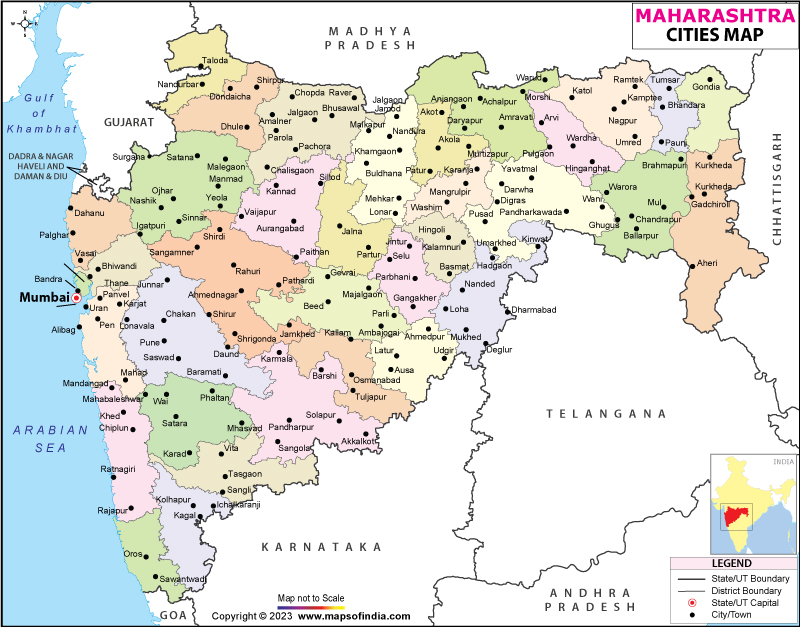 MAHARASHTRA
CITIES MAP
N
W
E
S
MADHYA
PRADESH
Gulf
of
Khambhat
GUJARAT
DADRA & NAGAR
HAVELI AND
DAMAN & DIU
CHHATTISGARH
ARABIAN
SEA
TELANGANA
KARNATAKA
ANDHRA
PRADESH
GOA
Taloda
Nandurbar
Shirpur
Dondaicha
Dhule
Chopda
Raver
Jalgaon
Bhusawal
Amalner
Parola
Pachora
Chalisgaon
Jalgaon
Jamod
Malkapur
Nandura
Khamgaon
Buldhana
Mehkar
Lonar
Akot
Anjangaon
Achalpur
Daryapur
Amravati
Akola
Murtizapur
Patur
Karanja
Mangrulpir
Washim
Warud
Morshi
Katol
Ramtek
Kamptee
Nagpur
Umred
Tumsar
Bhandara
Pauni
Gondia
Arvi
Wardha
Pulgaon
Hinganghat
Brahmapuri
Kurkheda
Kurkheda
Gadchiroli
Warora
Wani
Chandrapur
Ghugus
Ballarpur
Aheri
Yavatmal
Darwha
Digras
Pusad
Pandharkawada
Umarkhed
Kinwat
Hadgaon
Hingoli
Kalamnuri
Basmat
Nanded
Loha
Mukhed
Dharmabad
Deglur
Surgana
Satana
Malegaon
Manmad
Ojhar
Nashik
Yeola
Sinnar
Igatpuri
Kannad
Sillod
Vaijapur
Aurangabad
Paithan
Jalna
Partur
Jintur
Selu
Parbhani
Gangakher
Dahanu
Palghar
Vasai
Bhiwandi
Bandra
Thane
Mumbai
Panvel
Uran
Karjat
Pen
Alibag
Lonavala
Mahad
Mandangad
Mahabaleshwar
Khed
Chiplun
Ratnagiri
Rajapur
Oros
Sawantwadi
Shirdi
Sangamner
Rahuri
Pathardi
Ahmednagar
Shirur
Shrigonda
Jamkhed
Junnar
Chakan
Pune
Saswad
Daund
Baramati
Gevrai
Majalgaon
Beed
Parli
Ambajogai
Kallam
Ahmedpur
Latur
Udgir
Ausa
Osmanabad
Tuljapur
Karmala
Barshi
Solapur
Pandharpur
Sangola
Akkalkot
Wai
Phaltan
Satara
Mhasvad
Karad
Vita
Tasgaon
Sangli
Kolhapur
Ichalkaranji
Kagal
INDIA
LEGEND
State/UT Boundary
District Boundary
State/UT Capital
City/Town
Map not to Scale
Copyright © 2023 www.mapsofindia.com